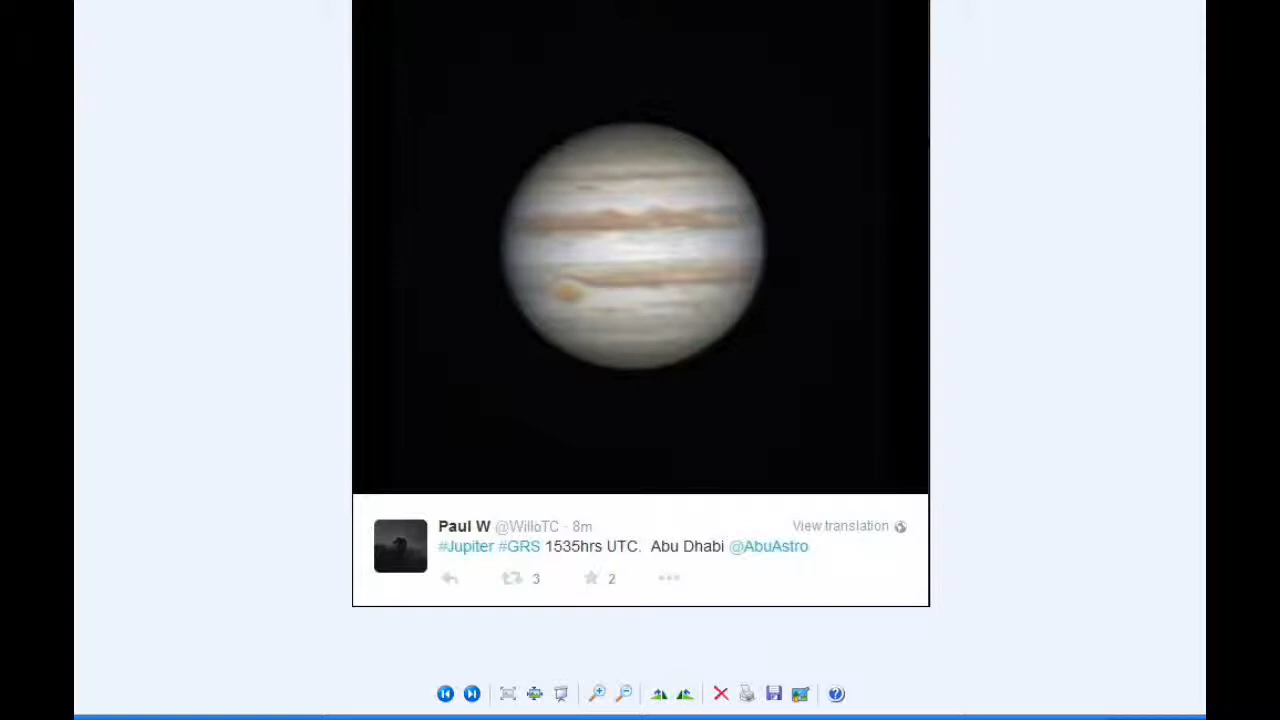 Paul W @WilloTC · 8m View translation
#Jupiter #GRS 1535hrs UTC. Abu Dhabi @AbuAstro
3 2